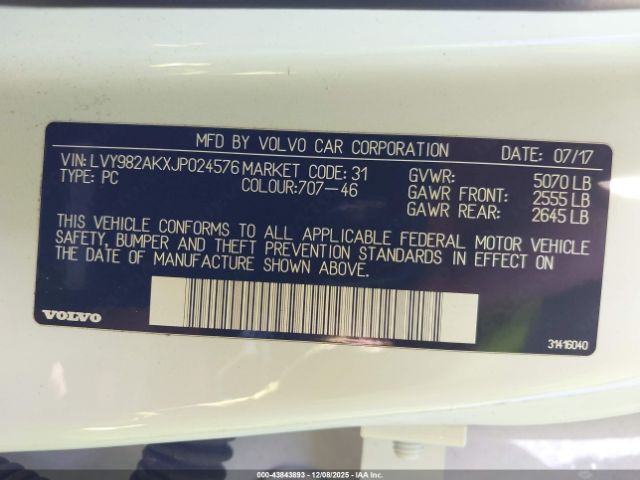 MFD BY VOLVO CAR CORPORATION DATE: 07/17
VIN: LVY982AKXJP024576 MARKET CODE: 31 GVWR: 5070 LB
TYPE: PC COLOUR:707-46 GAWR FRONT: 2555 LB
GAWR REAR: 2645 LB
THIS VEHICLE CONFORMS TO ALL APPLICABLE FEDERAL MOTOR VEHICLE
SAFETY, BUMPER AND THEFT PREVENTION STANDARDS IN EFFECT ON
THE DATE OF MANUFACTURE SHOWN ABOVE.
VOLVO 31416040
00-43843893 | 12/08/2025 - Copyright © IAA.